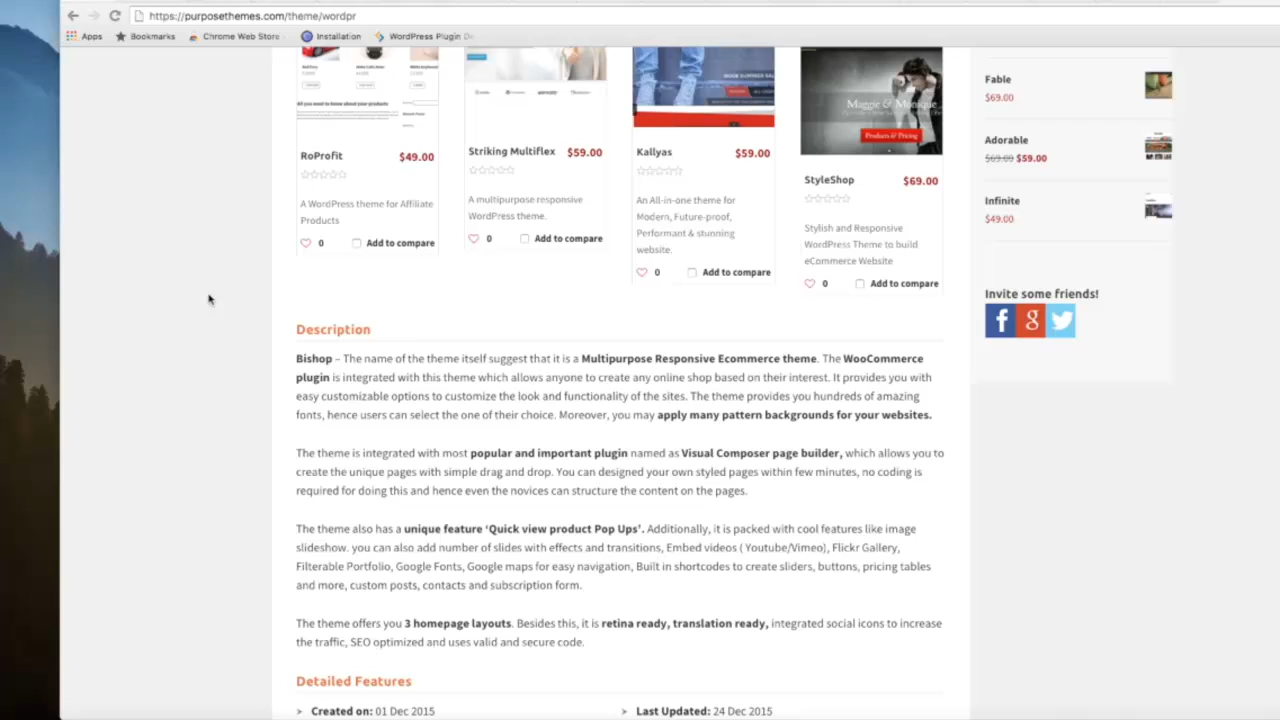 https://purposethemes.com/theme/wordpr
Apps Bookmarks Chrome Web Store Installation WordPress Plugin De
RoProfit $49.00
A WordPress theme for Affiliate
Products
0 Add to compare
Striking Multiflex $59.00
A multipurpose responsive
WordPress theme.
0 Add to compare
NUDE SUMMER SAL
Kallyas $59.00
An All-in-one theme for
Modern, Future-proof,
Performant & stunning
website.
0 Add to compare
Maggie & Monique
Products & Pricing
StyleShop $69.00
Stylish and Responsive
WordPress Theme to build
eCommerce Website
0 Add to compare
Fable
$69.00
Adorable
$69.00 $59.00
Infinite
$49.00
Invite some friends!
Description
Bishop – The name of the theme itself suggest that it is a Multipurpose Responsive Ecommerce theme. The WooCommerce
plugin is integrated with this theme which allows anyone to create any online shop based on their interest. It provides you with
easy customizable options to customize the look and functionality of the sites. The theme provides you hundreds of amazing
fonts, hence users can select the one of their choice. Moreover, you may apply many pattern backgrounds for your websites.
The theme is integrated with most popular and important plugin named as Visual Composer page builder, which allows you to
create the unique pages with simple drag and drop. You can designed your own styled pages within few minutes, no coding is
required for doing this and hence even the novices can structure the content on the pages.
The theme also has a unique feature ‘Quick view product Pop Ups’. Additionally, it is packed with cool features like image
slideshow. you can also add number of slides with effects and transitions, Embed videos ( Youtube/Vimeo), Flickr Gallery,
Filterable Portfolio, Google Fonts, Google maps for easy navigation, Built in shortcodes to create sliders, buttons, pricing tables
and more, custom posts, contacts and subscription form.
The theme offers you 3 homepage layouts. Besides this, it is retina ready, translation ready, integrated social icons to increase
the traffic, SEO optimized and uses valid and secure code.
Detailed Features
> Created on: 01 Dec 2015
> Last Updated: 24 Dec 2015